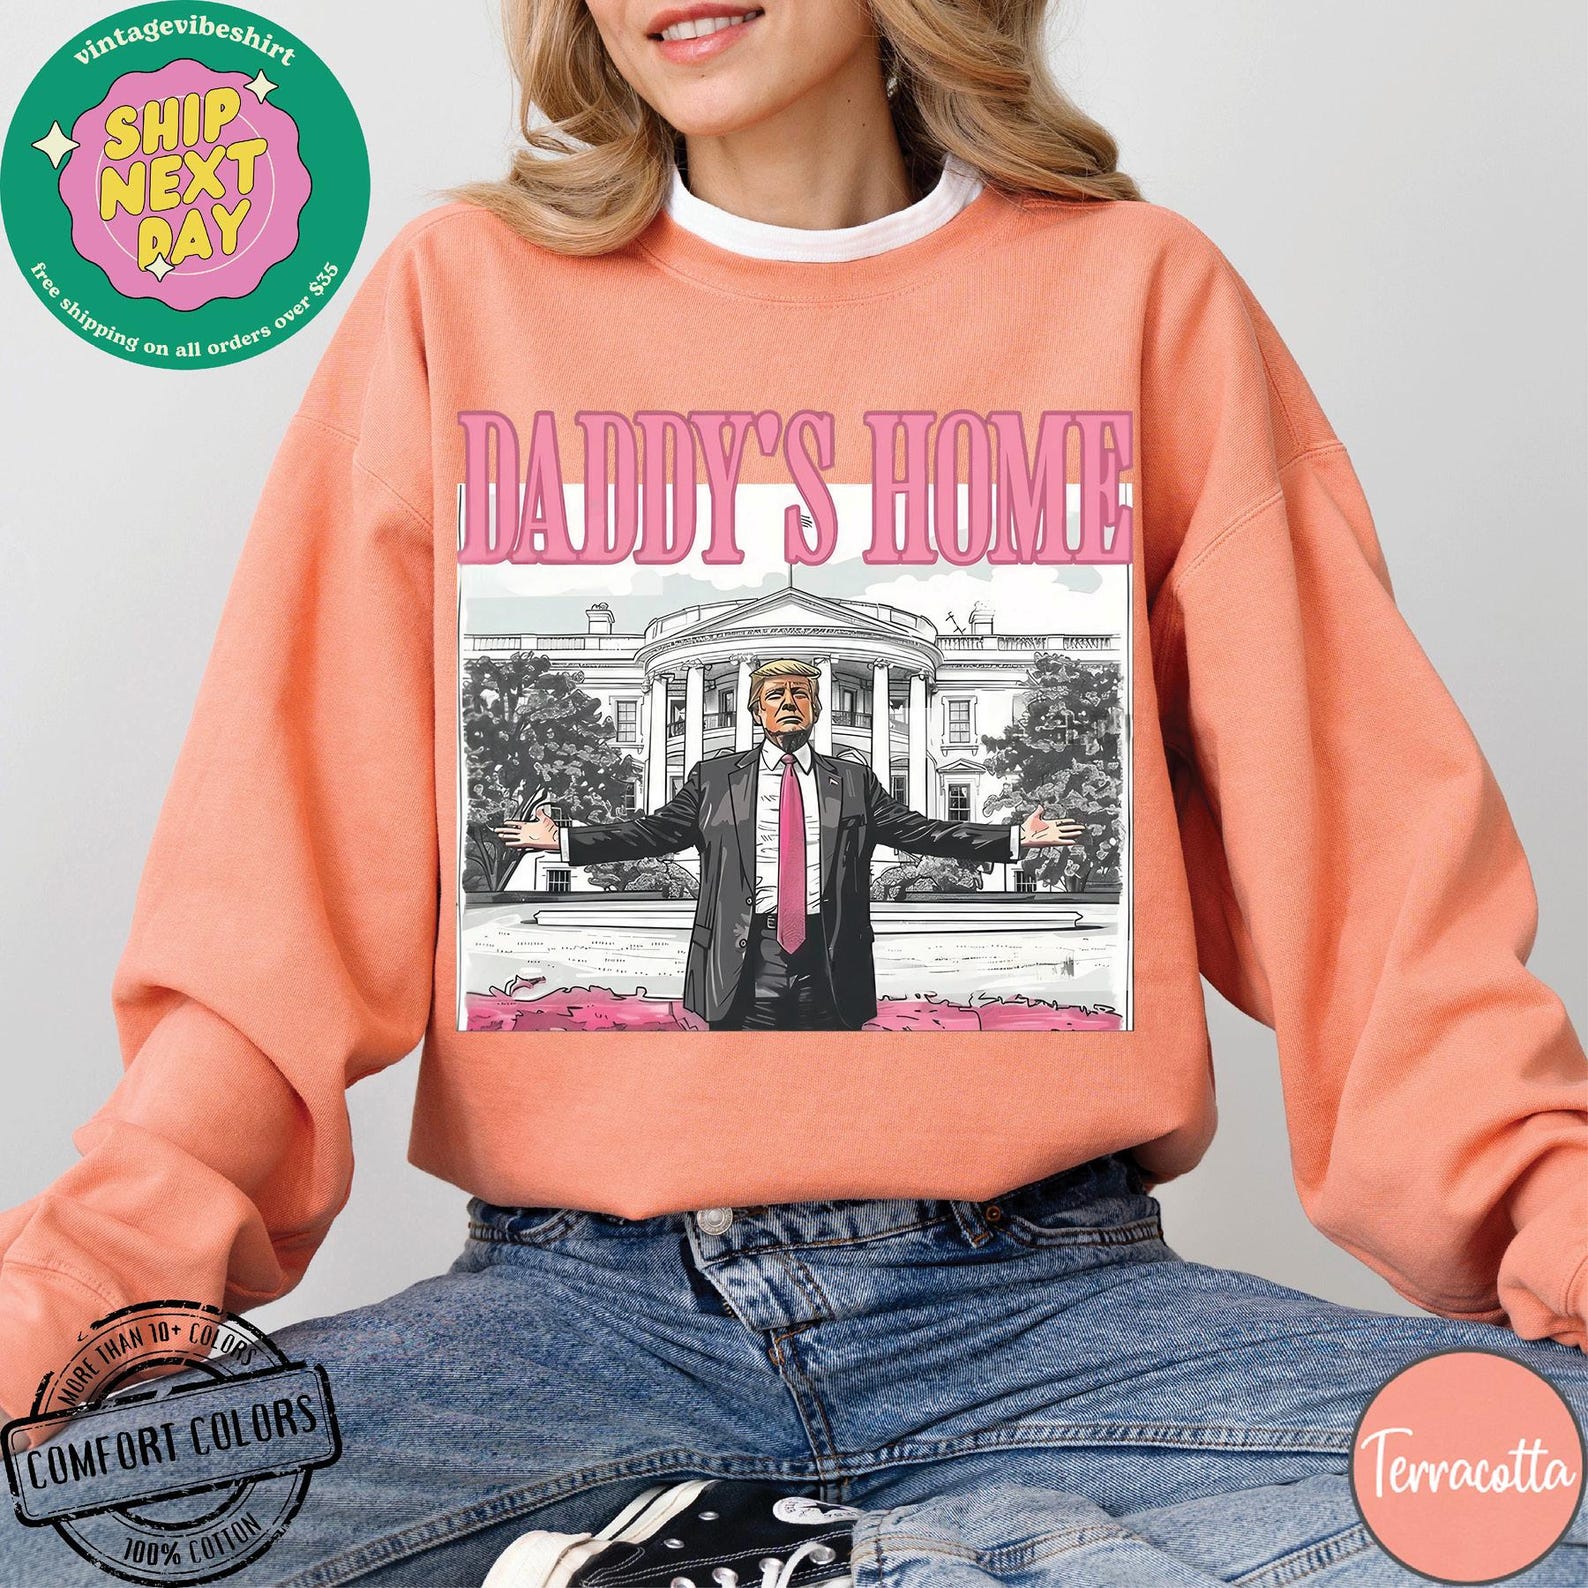 vintagevibeshirt
SHIP
NEXT
DAY
free shipping on all orders over $35
DADDY'S HOME
MORE THAN 10+ COLORS
COMFORT COLORS
100% COTTON
Terracotta